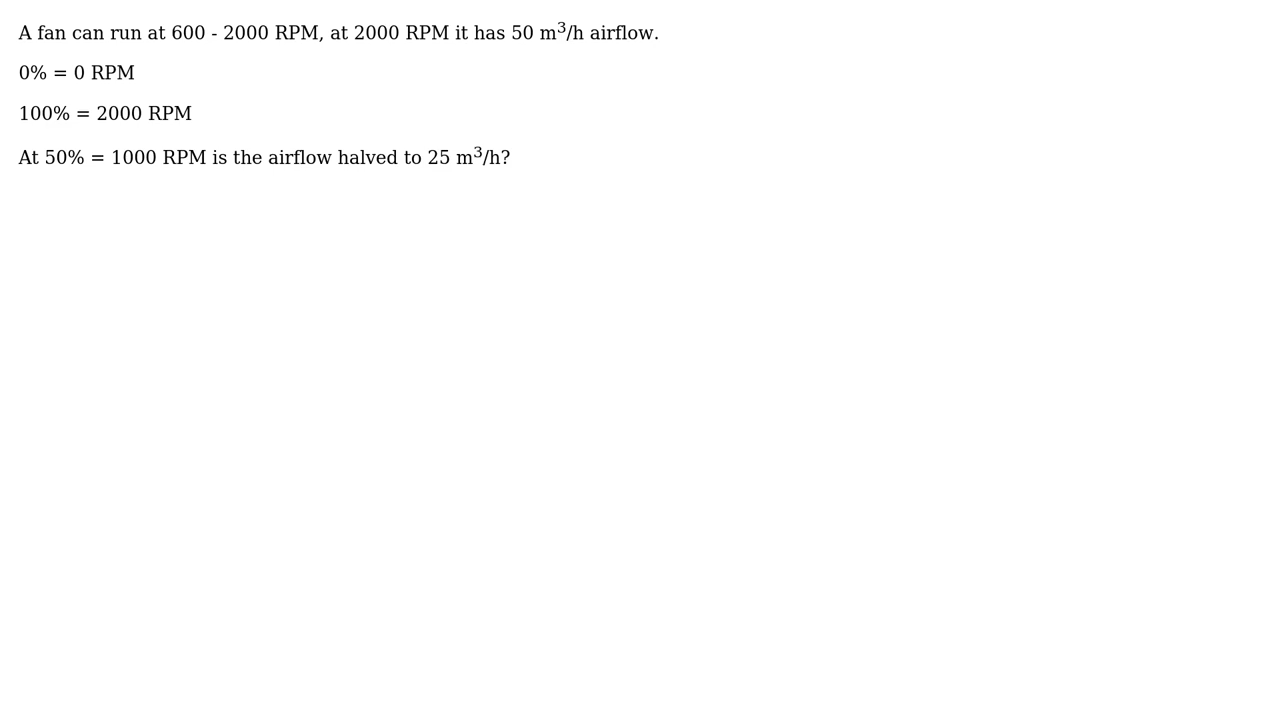 A fan can run at 600 - 2000 RPM, at 2000 RPM it has 50 m³/h airflow.
0% = 0 RPM
100% = 2000 RPM
At 50% = 1000 RPM is the airflow halved to 25 m³/h?